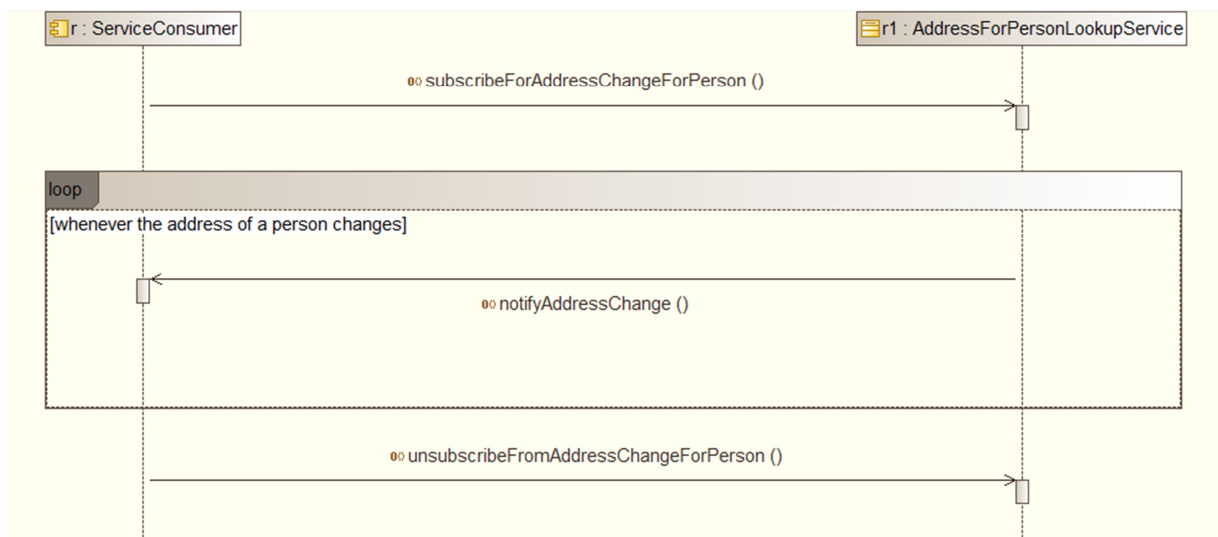 r : ServiceConsumer
r1 : AddressForPersonLookupService
subscribeForAddressChangeForPerson ()
loop
[whenever the address of a person changes]
notifyAddressChange ()
unsubscribeFromAddressChangeForPerson ()